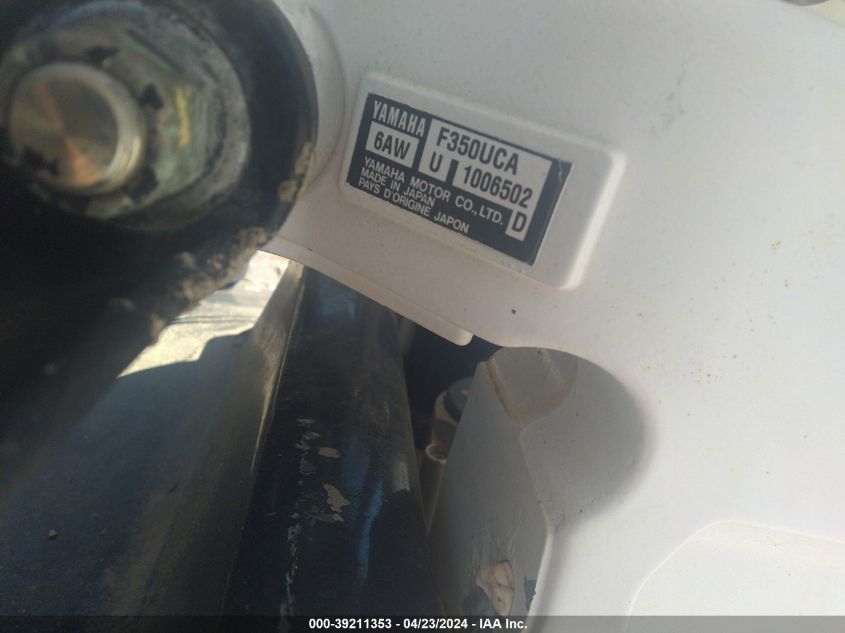 YAMAHA F350UCA
6AW U 1006502
YAMAHA MOTOR CO., LTD. D
MADE IN JAPAN
PAYS D'ORIGINE JAPON
000-39211353 / 04/23/2024 - IAA Inc.